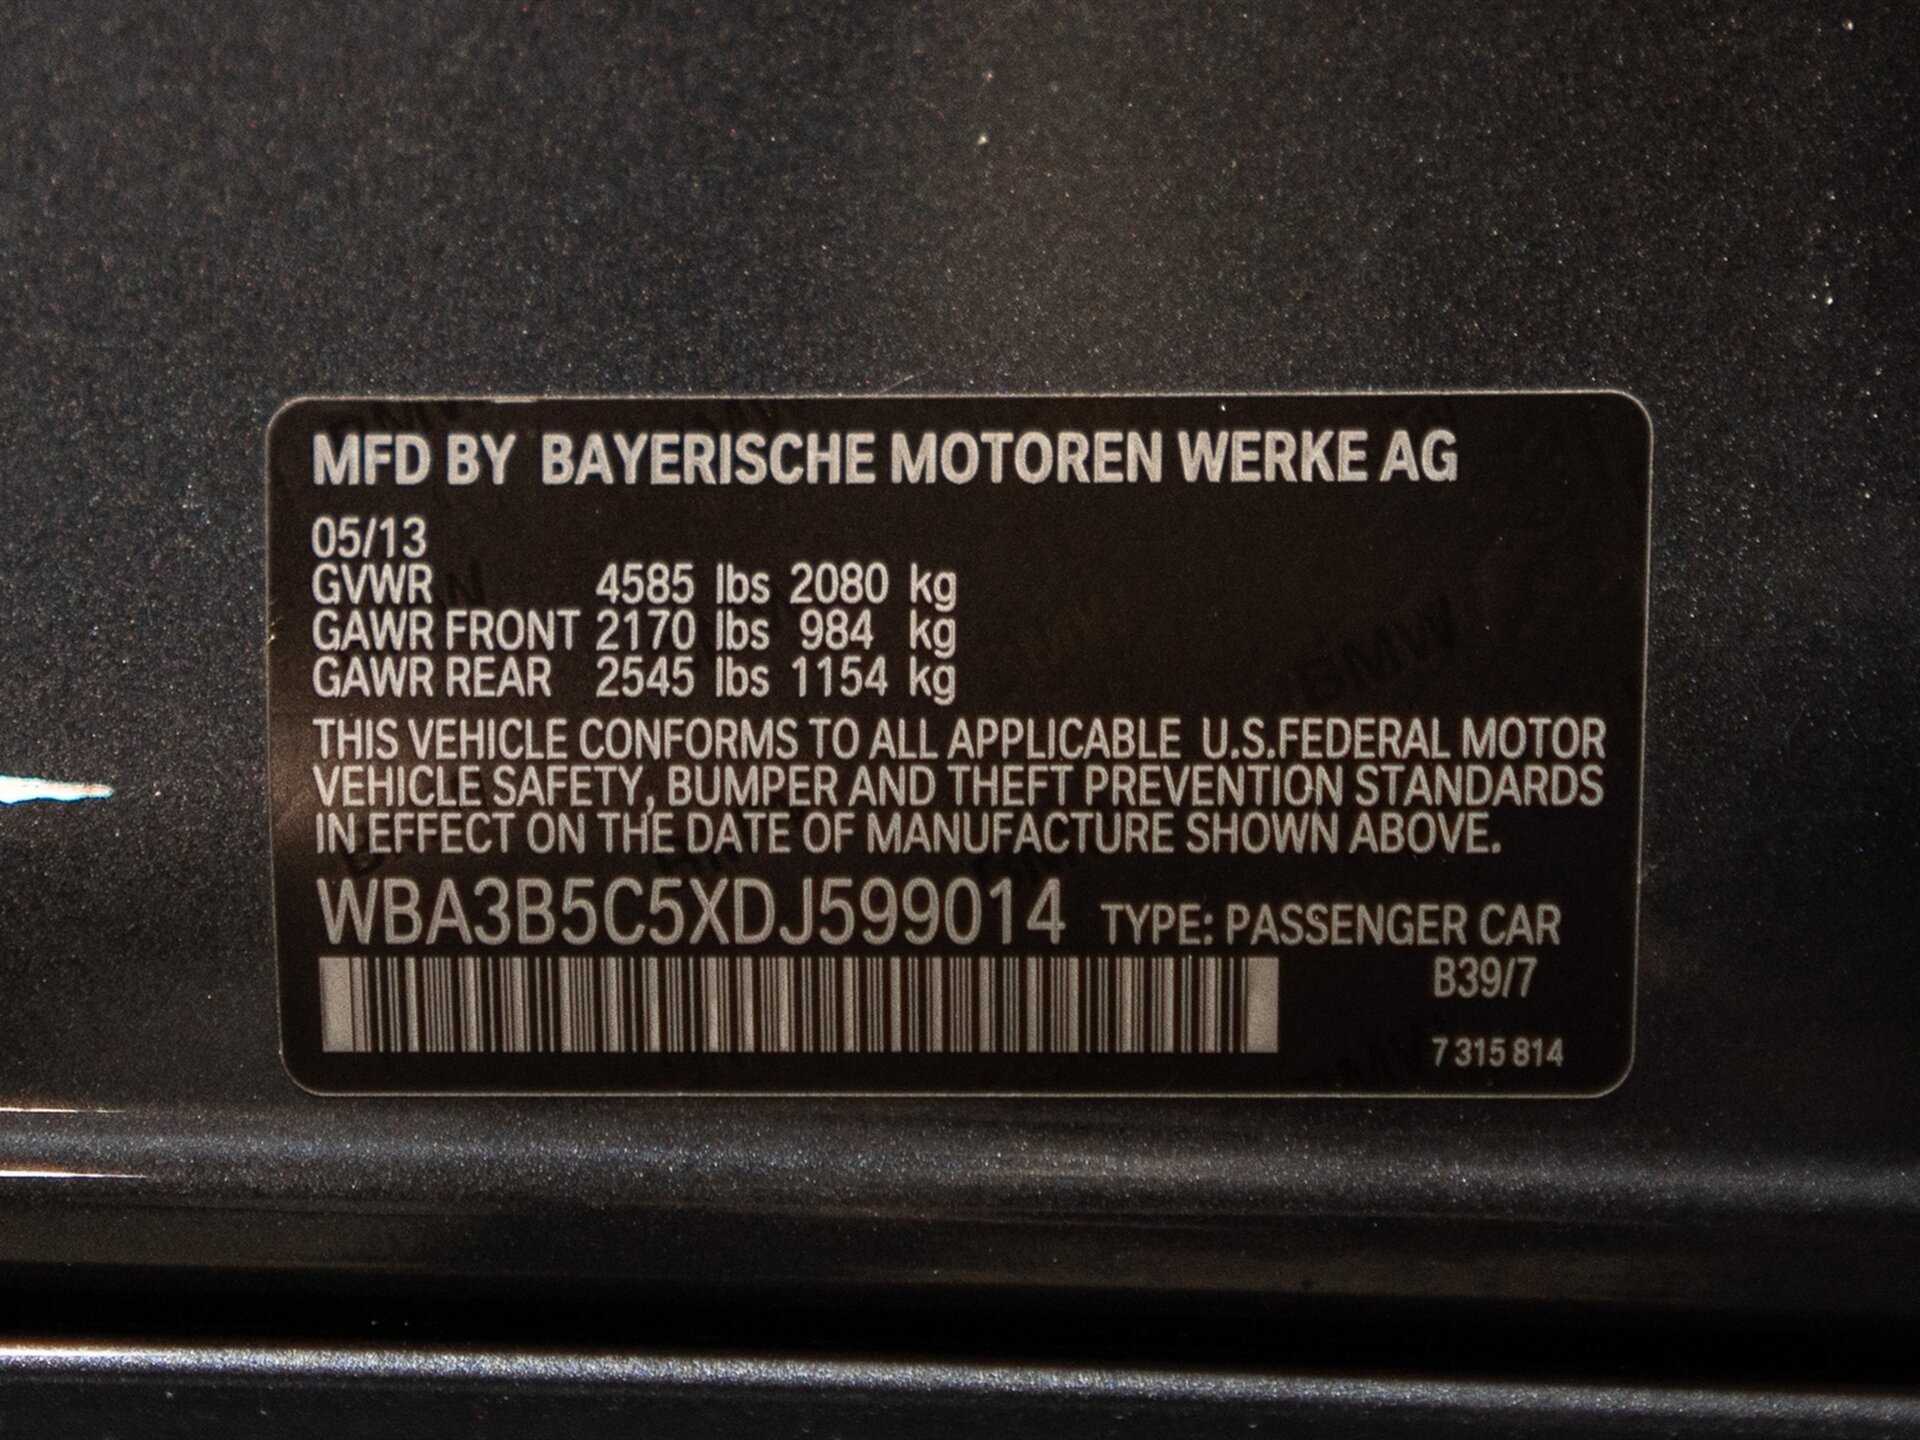 MFD BY BAYERISCHE MOTOREN WERKE AG
05/13
GVWR 4585 lbs 2080 kg
GAWR FRONT 2170 lbs 984 kg
GAWR REAR 2545 lbs 1154 kg
THIS VEHICLE CONFORMS TO ALL APPLICABLE U.S.FEDERAL MOTOR
VEHICLE SAFETY, BUMPER AND THEFT PREVENTION STANDARDS
IN EFFECT ON THE DATE OF MANUFACTURE SHOWN ABOVE.
WBA3B5C5XDJ599014 TYPE: PASSENGER CAR
B39/7
7 315 814